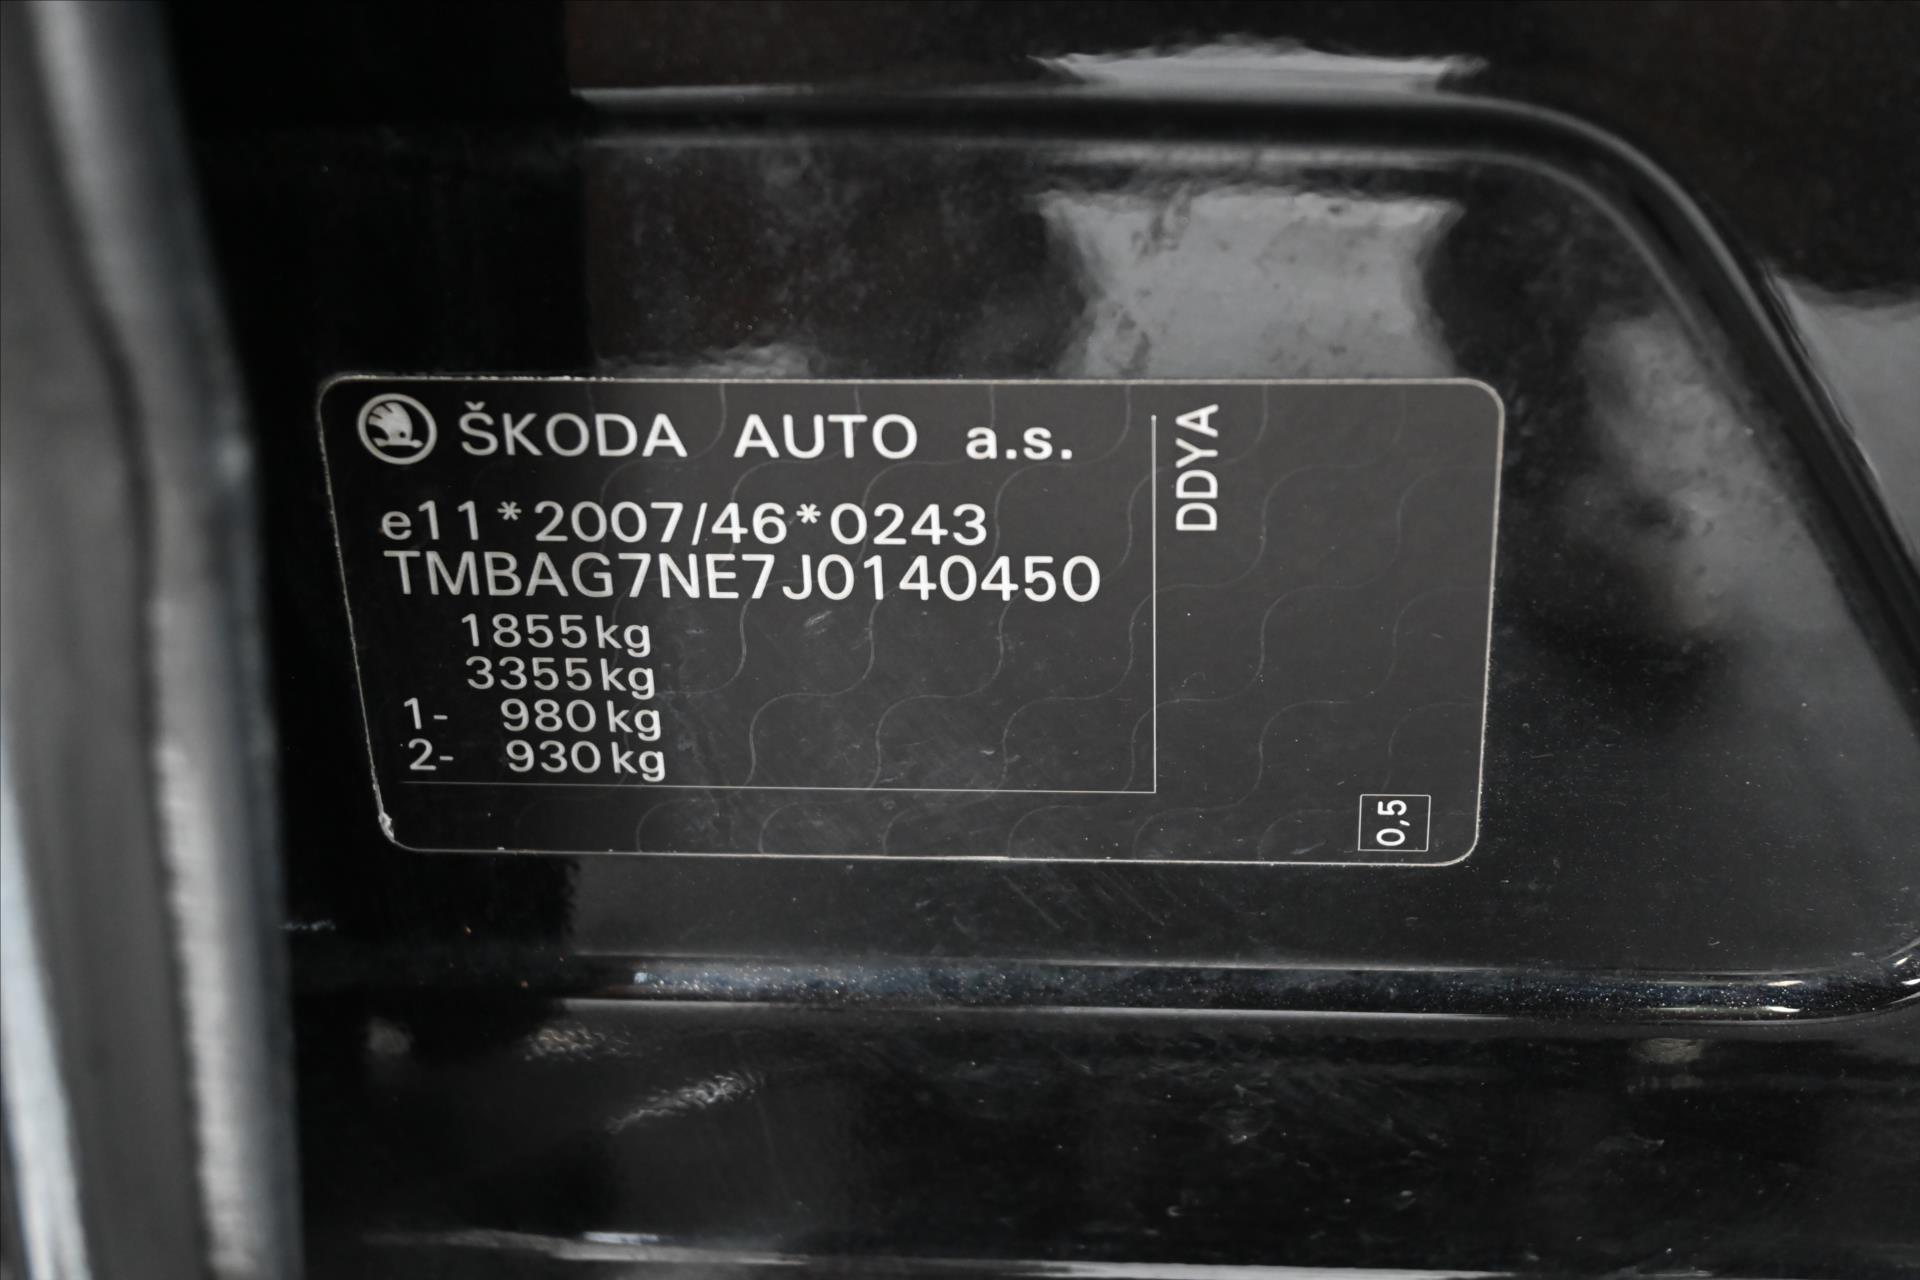 ŠKODA AUTO a.s.
e11*2007/46*0243
TMBAG7NE7J0140450
1855kg
3355kg
1- 980kg
2- 930kg
DDYA
0,5